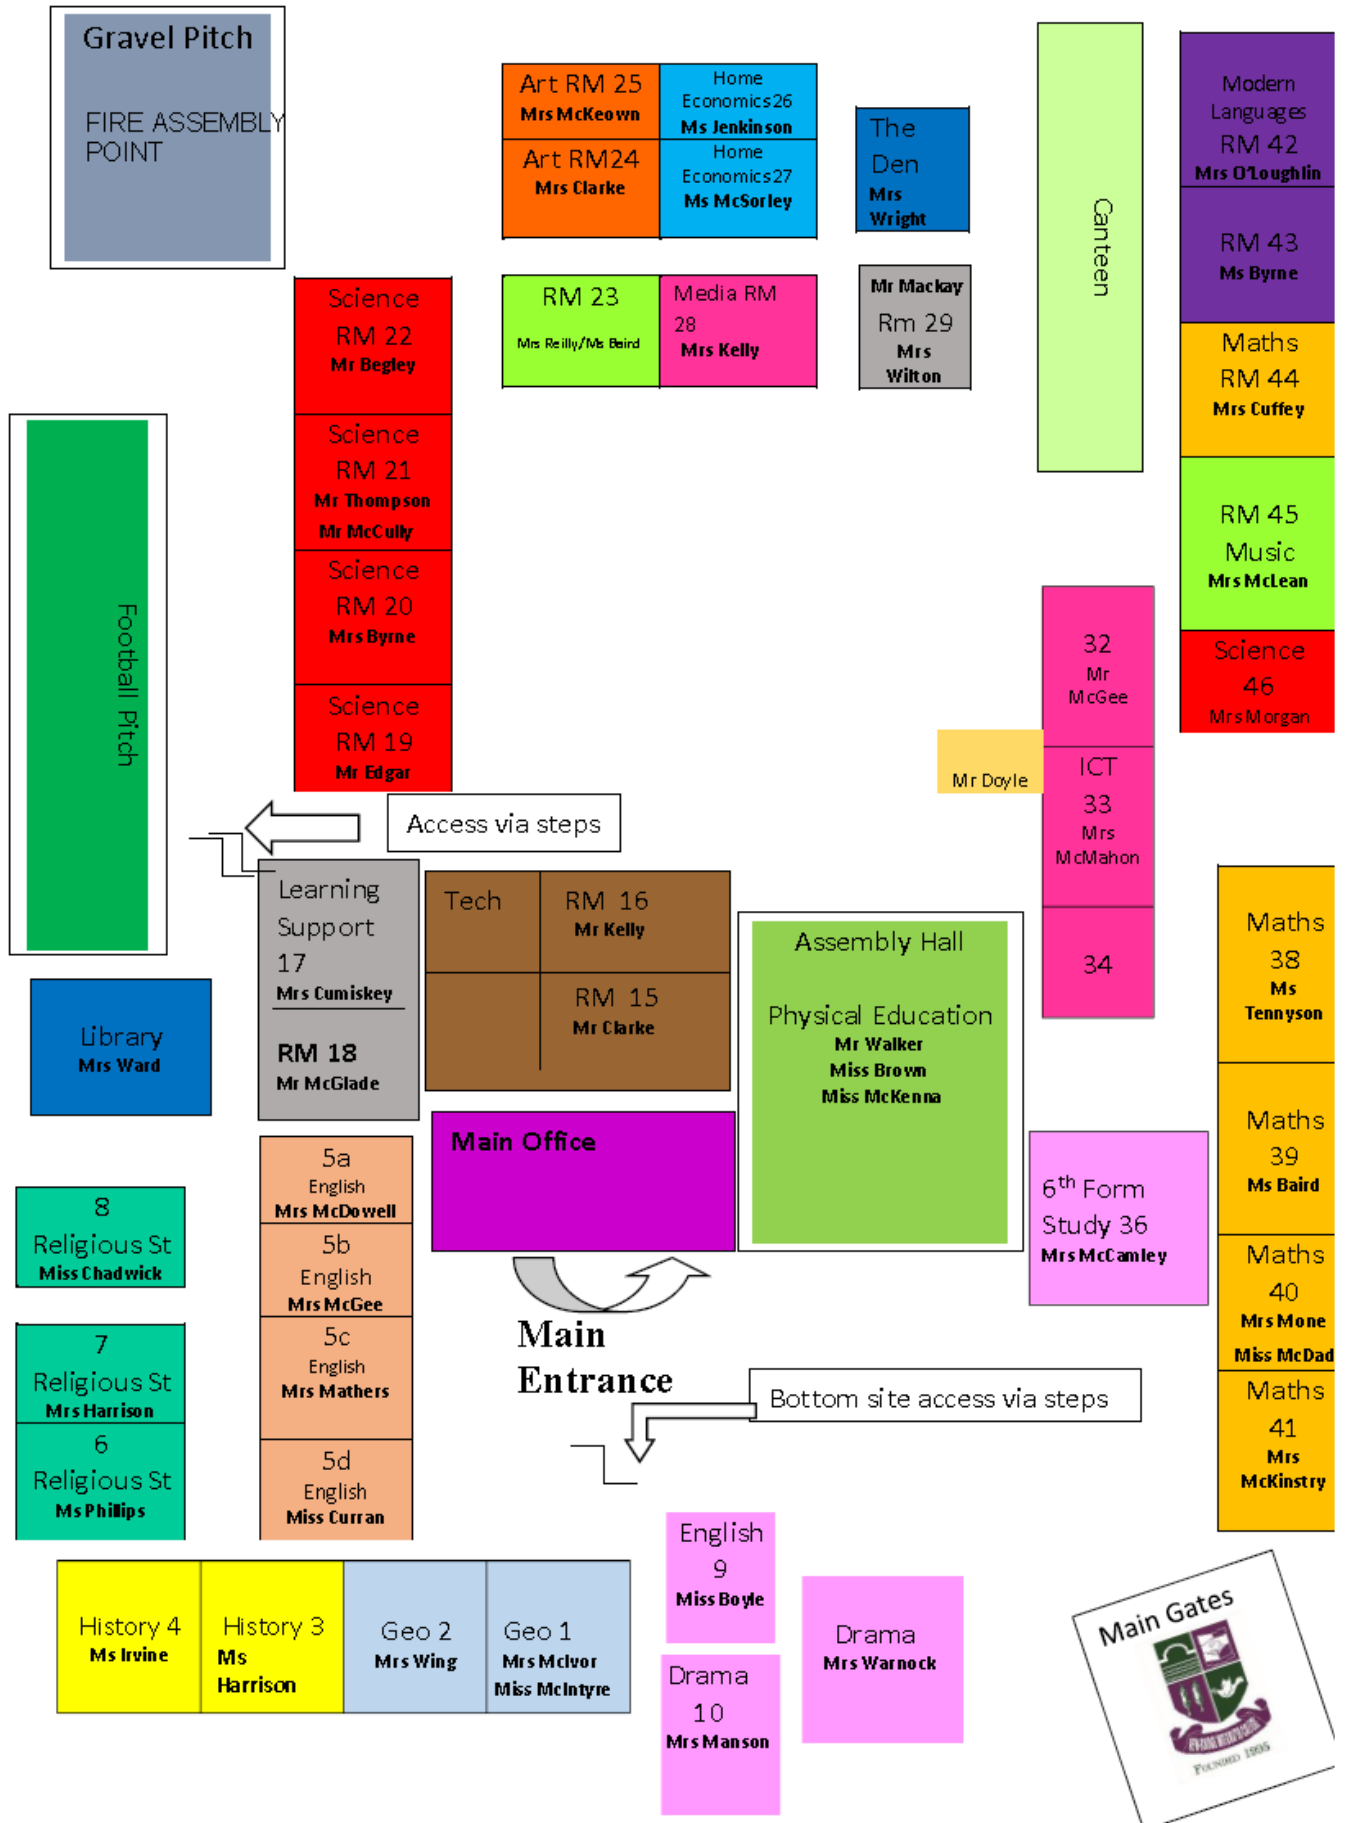 Gravel Pitch
FIRE ASSEMBLY
POINT
Art RM 25
Mrs McKeown
Home
Economics26
Ms Jenkinson
Art RM24
Mrs Clarke
Home
Economics27
Ms McSorley
The
Den
Mrs
Wright
Canteen
Modern
Languages
RM 42
Mrs O'Loughlin
RM 43
Ms Byrne
Maths
RM 44
Mrs Cuffey
RM 45
Music
Mrs McLean
Science
46
Mrs Morgan
RM 23
Mrs Reilly/Ms Baird
Media RM
28
Mrs Kelly
Mr Mackay
Rm 29
Mrs
Wilton
Science
RM 22
Mr Begley
Science
RM 21
Mr Thompson
Mr McCully
Science
RM 20
Mrs Byrne
Science
RM 19
Mr Edgar
Football Pitch
32
Mr
McGee
Mr Doyle
ICT
33
Mrs
McMahon
34
Access via steps
Learning
Support
17
Mrs Cumiskey
RM 18
Mr McGlade
Tech
RM 16
Mr Kelly
RM 15
Mr Clarke
Assembly Hall
Physical Education
Mr Walker
Miss Brown
Miss McKenna
Maths
38
Ms
Tennyson
Maths
39
Ms Baird
Maths
40
Mrs Mone
Miss McDad
Maths
41
Mrs
McKinstry
Library
Mrs Ward
Main Office
6th Form
Study 36
Mrs McCamley
8
Religious St
Miss Chadwick
7
Religious St
Mrs Harrison
6
Religious St
Ms Phillips
5a
English
Mrs McDowell
5b
English
Mrs McGee
5c
English
Mrs Mathers
5d
English
Miss Curran
Main
Entrance
Bottom site access via steps
History 4
Ms Irvine
History 3
Ms
Harrison
Geo 2
Mrs Wing
Geo 1
Mrs McIvor
Miss McIntyre
English
9
Miss Boyle
Drama
10
Mrs Manson
Drama
Mrs Warnock
Main Gates
FOUNDED 1995